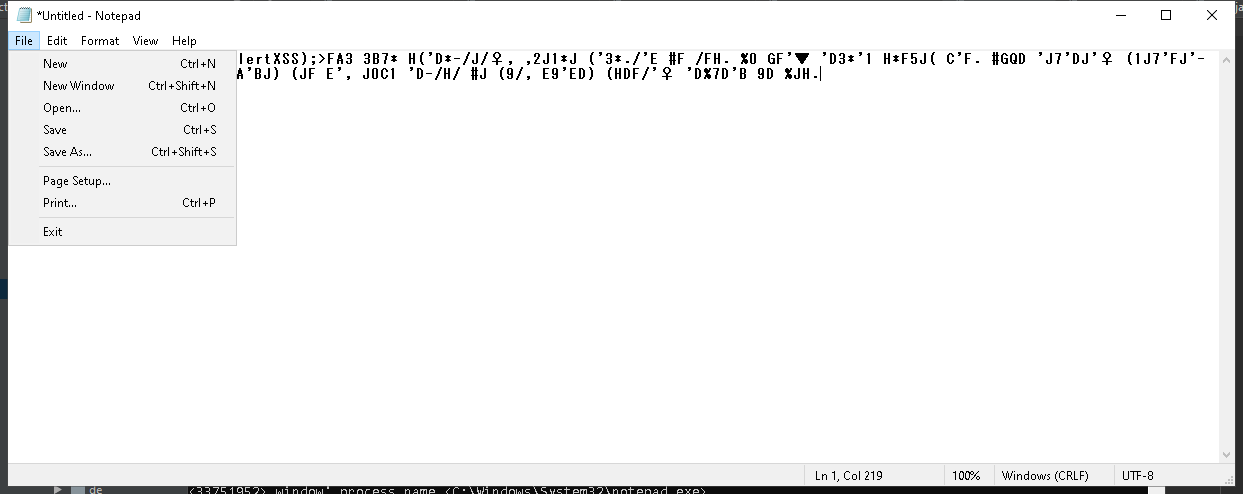 *Untitled - Notepad
File Edit Format View Help
lertXSS);>FA3 3B7* H('D*-/J/♀, ,2J1*J ('3*./'E #F /FH. %0 GF'▼ 'D3*'1 H*F5J( C'F. #GQD 'J7'DJ'♀ (1J7'FJ'-
A'BJ) (JF E', JOC1 'D-/H/ #J (9/, E9'ED) (HDF/'♀ 'D%7D'B 9D %JH.
New Ctrl+N
New Window Ctrl+Shift+N
Open... Ctrl+O
Save Ctrl+S
Save As... Ctrl+Shift+S
Page Setup...
Print... Ctrl+P
Exit
Ln 1, Col 219 100% Windows (CRLF) UTF-8
de <33751952> window' process name <C:\Windows\System32\notepad.exe>